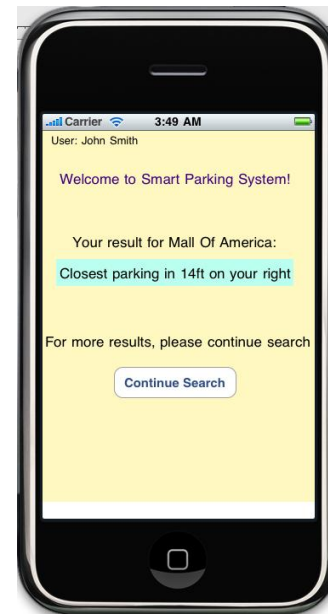 Carrier 3:49 AM
User: John Smith
Welcome to Smart Parking System!
Your result for Mall Of America:
Closest parking in 14ft on your right
For more results, please continue search
Continue Search